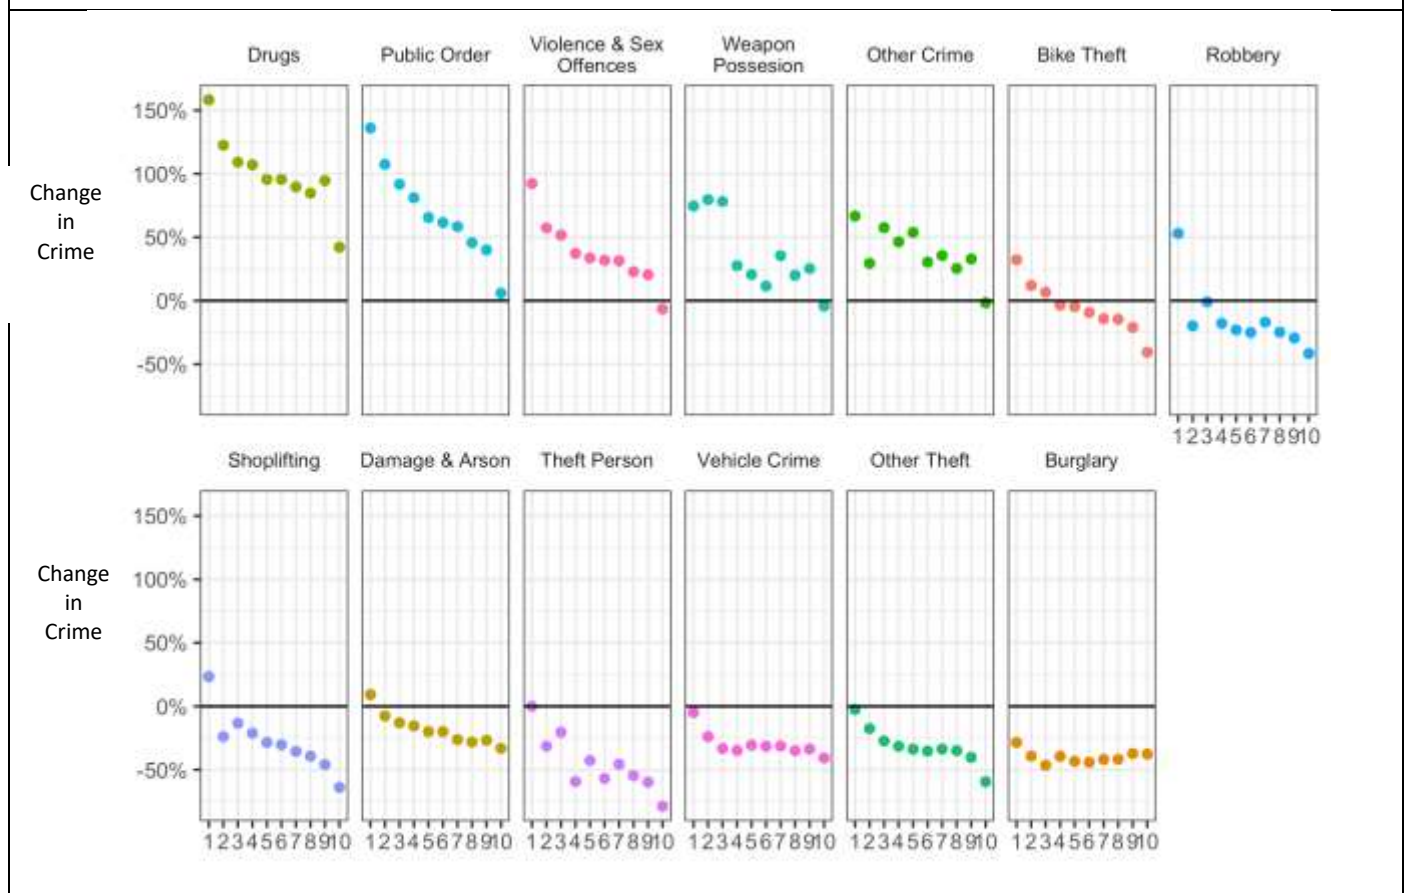 Drugs
Public Order
Violence & Sex
Offences
Weapon
Possesion
Other Crime
Bike Theft
Robbery
150%
100%
50%
0%
-50%
Change
in
Crime
12345678910
Shoplifting
Damage & Arson
Theft Person
Vehicle Crime
Other Theft
Burglary
150%
100%
50%
0%
-50%
Change
in
Crime
12345678910
12345678910
12345678910
12345678910
12345678910
12345678910